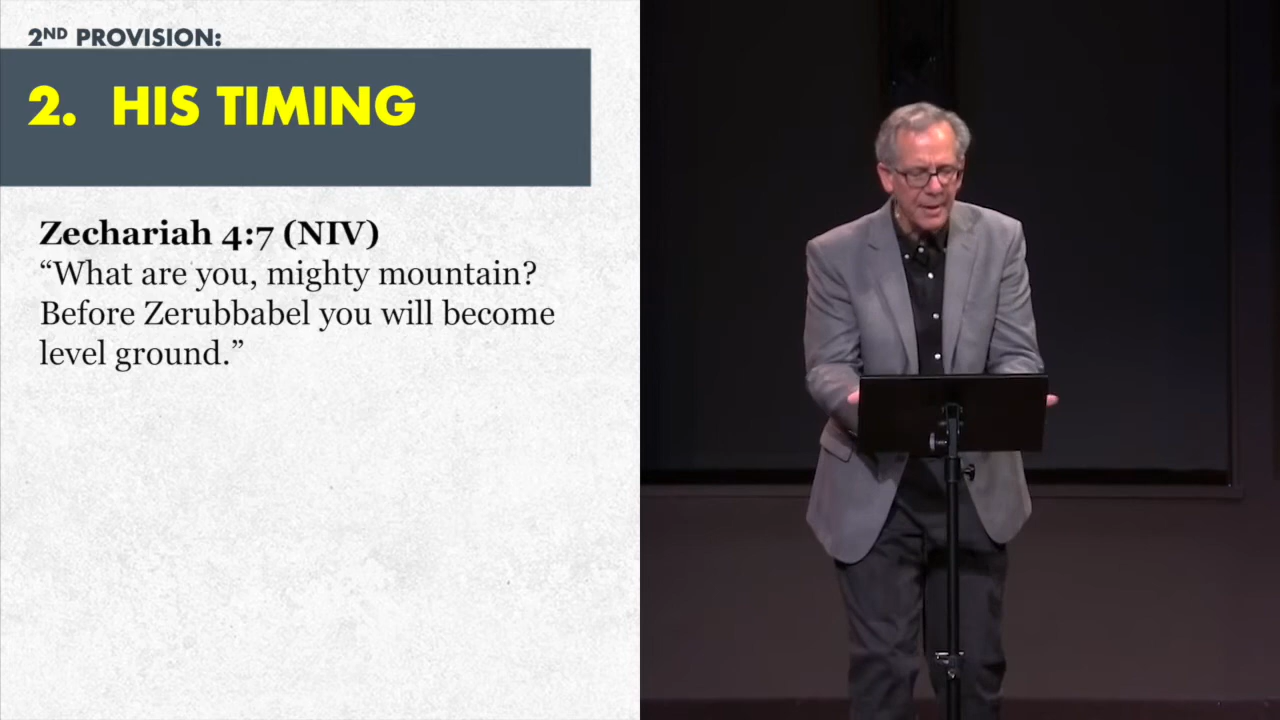 2ND PROVISION:
2. HIS TIMING
Zechariah 4:7 (NIV)
“What are you, mighty mountain?
Before Zerubbabel you will become
level ground.”